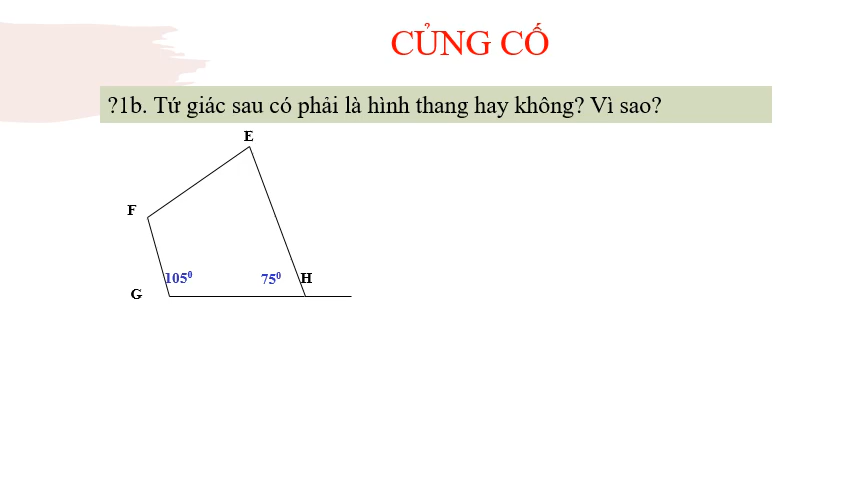 CỦNG CỐ
?1b. Tứ giác sau có phải là hình thang hay không? Vì sao?
E
F
105⁰ 75⁰ H
G